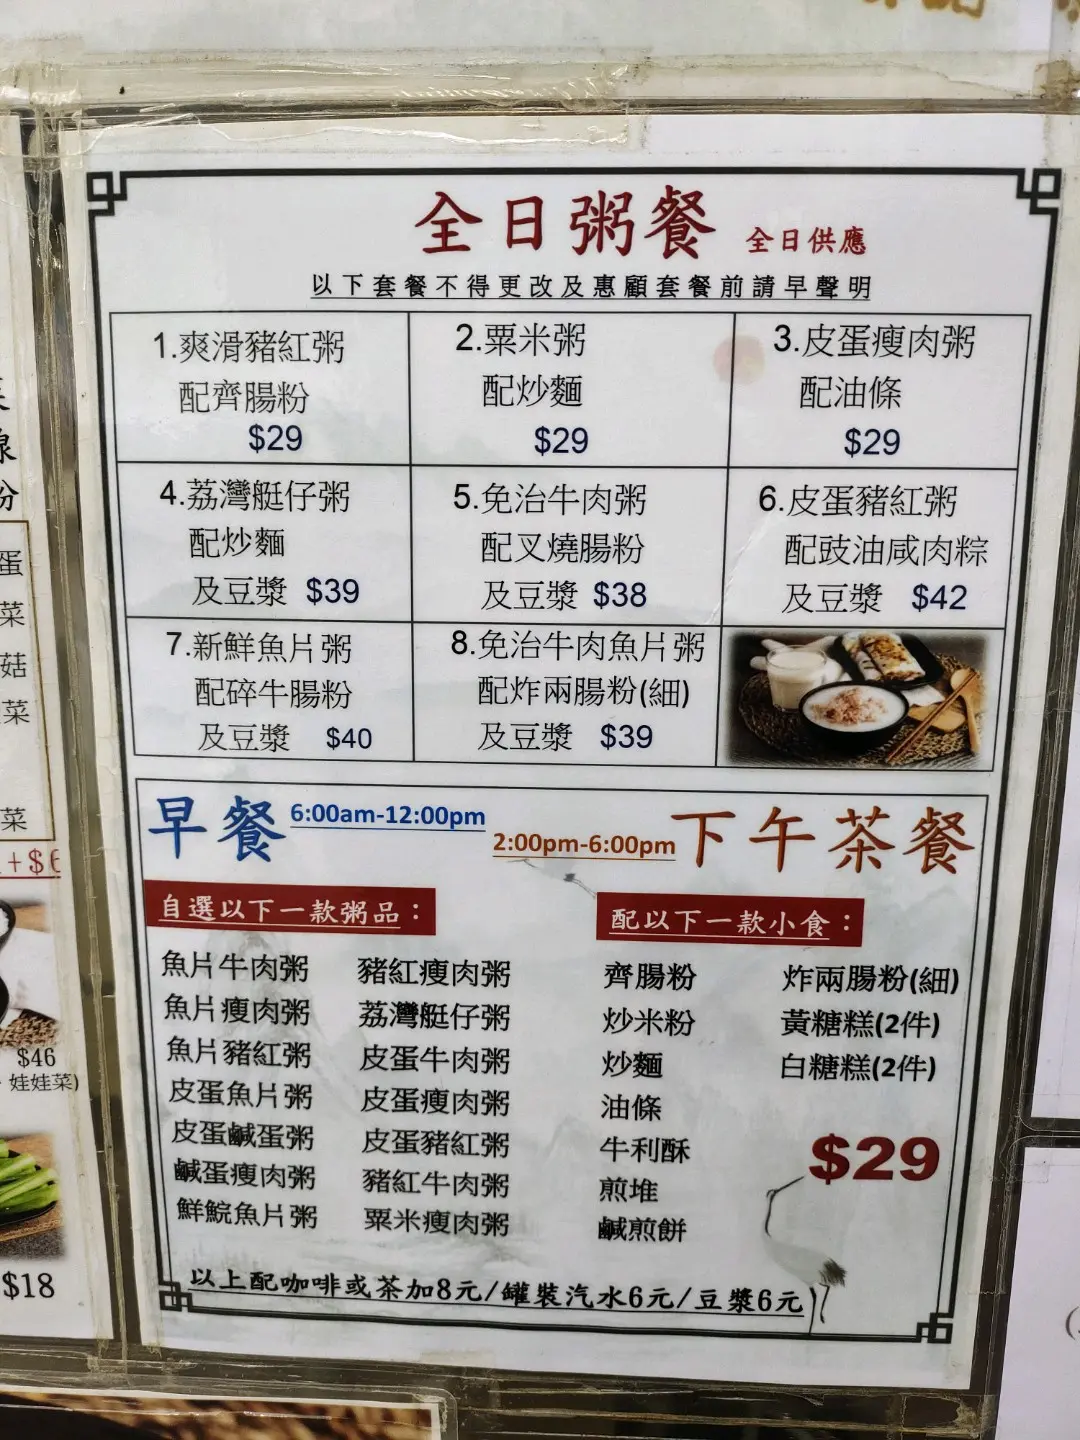 全日粥餐 全日供應
以下套餐不得更改及惠顧套餐前請早聲明
1.爽滑豬紅粥
配齊腸粉
$29
2.粟米粥
配炒麵
$29
3.皮蛋瘦肉粥
配油條
$29
4.荔灣艇仔粥
配炒麵
及豆漿 $39
5.免治牛肉粥
配叉燒腸粉
及豆漿 $38
6.皮蛋豬紅粥
配豉油咸肉粽
及豆漿 $42
7.新鮮魚片粥
配碎牛腸粉
及豆漿 $40
8.免治牛肉魚片粥
配炸兩腸粉(細)
及豆漿 $39
早餐 6:00am-12:00pm
2:00pm-6:00pm 下午茶餐
自選以下一款粥品：
魚片牛肉粥 豬紅瘦肉粥
魚片瘦肉粥 荔灣艇仔粥
魚片豬紅粥 皮蛋牛肉粥
皮蛋魚片粥 皮蛋瘦肉粥
皮蛋鹹蛋粥 皮蛋豬紅粥
鹹蛋瘦肉粥 豬紅牛肉粥
鮮鯇魚片粥 粟米瘦肉粥
配以下一款小食：
齊腸粉 炸兩腸粉(細)
炒米粉 黃糖糕(2件)
炒麵 白糖糕(2件)
油條
牛利酥
煎堆
鹹煎餅
$29
以上配咖啡或茶加8元/罐裝汽水6元/豆漿6元
粉
蛋
菜
菇
菜
菜
+$6
$46
娃娃菜)
$18